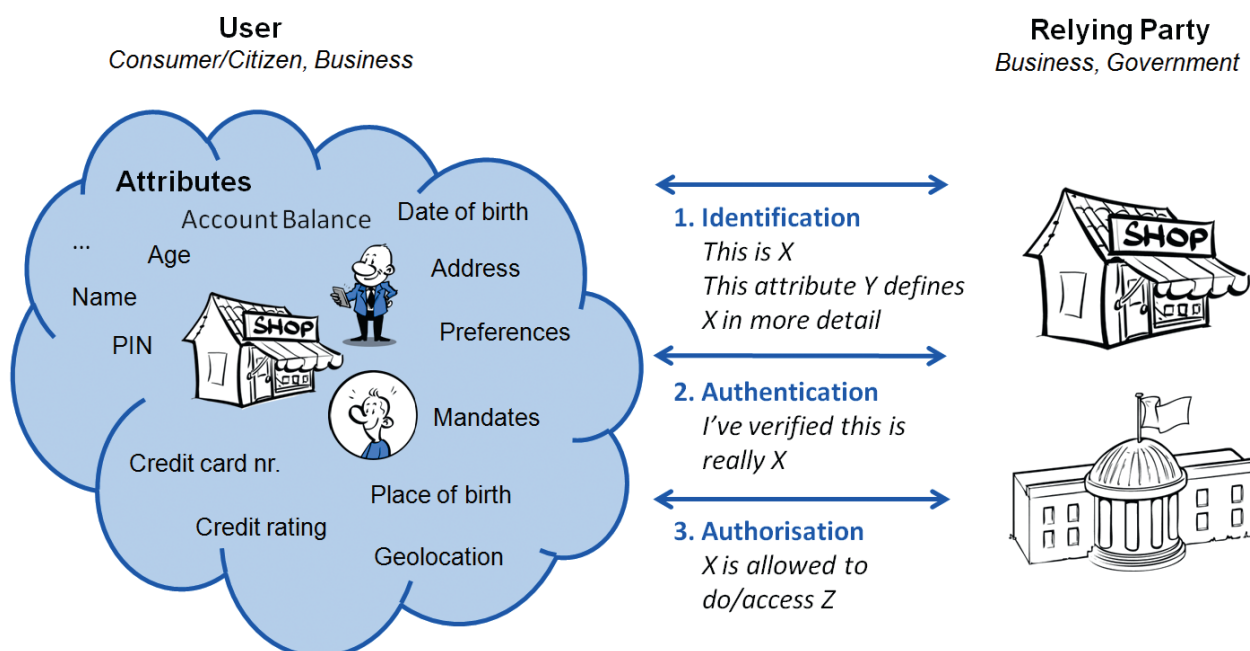 User
Consumer/Citizen, Business
Relying Party
Business, Government
Attributes
Account Balance
Date of birth
...
Age
Address
Name
SHOP
Preferences
PIN
Mandates
Credit card nr.
Place of birth
Credit rating
Geolocation
1. Identification
This is X
This attribute Y defines
X in more detail
2. Authentication
I've verified this is
really X
3. Authorisation
X is allowed to
do/access Z
SHOP